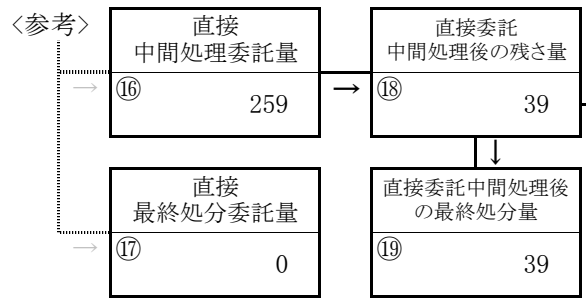 〈参考〉
直接
中間処理委託量
⑯
259
→
→
直接委託
中間処理後の残さ量
⑱
39
↓
直接
最終処分委託量
⑰
0
→
直接委託中間処理後
の最終処分量
⑲
39